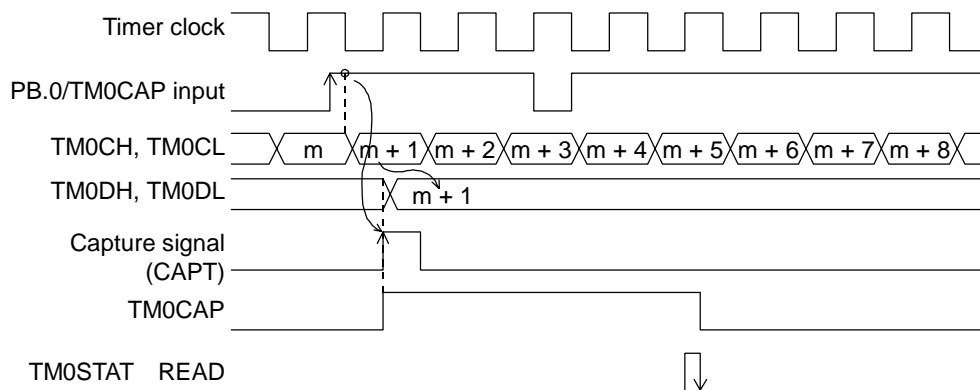 Timer clock
PB.0/TM0CAP input
TM0CH, TM0CL
m
m + 1
m + 2
m + 3
m + 4
m + 5
m + 6
m + 7
m + 8
TM0DH, TM0DL
m + 1
Capture signal
(CAPT)
TM0CAP
TM0STAT READ